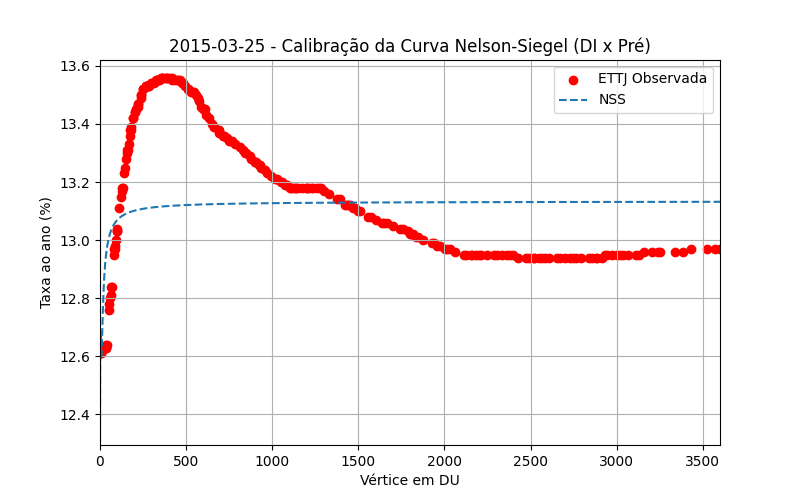 2015-03-25 - Calibração da Curva Nelson-Siegel (DI x Pré)
ETTJ Observada
NSS
Taxa ao ano (%)
13.6
13.4
13.2
13.0
12.8
12.6
12.4
0 500 1000 1500 2000 2500 3000 3500
Vértice em DU